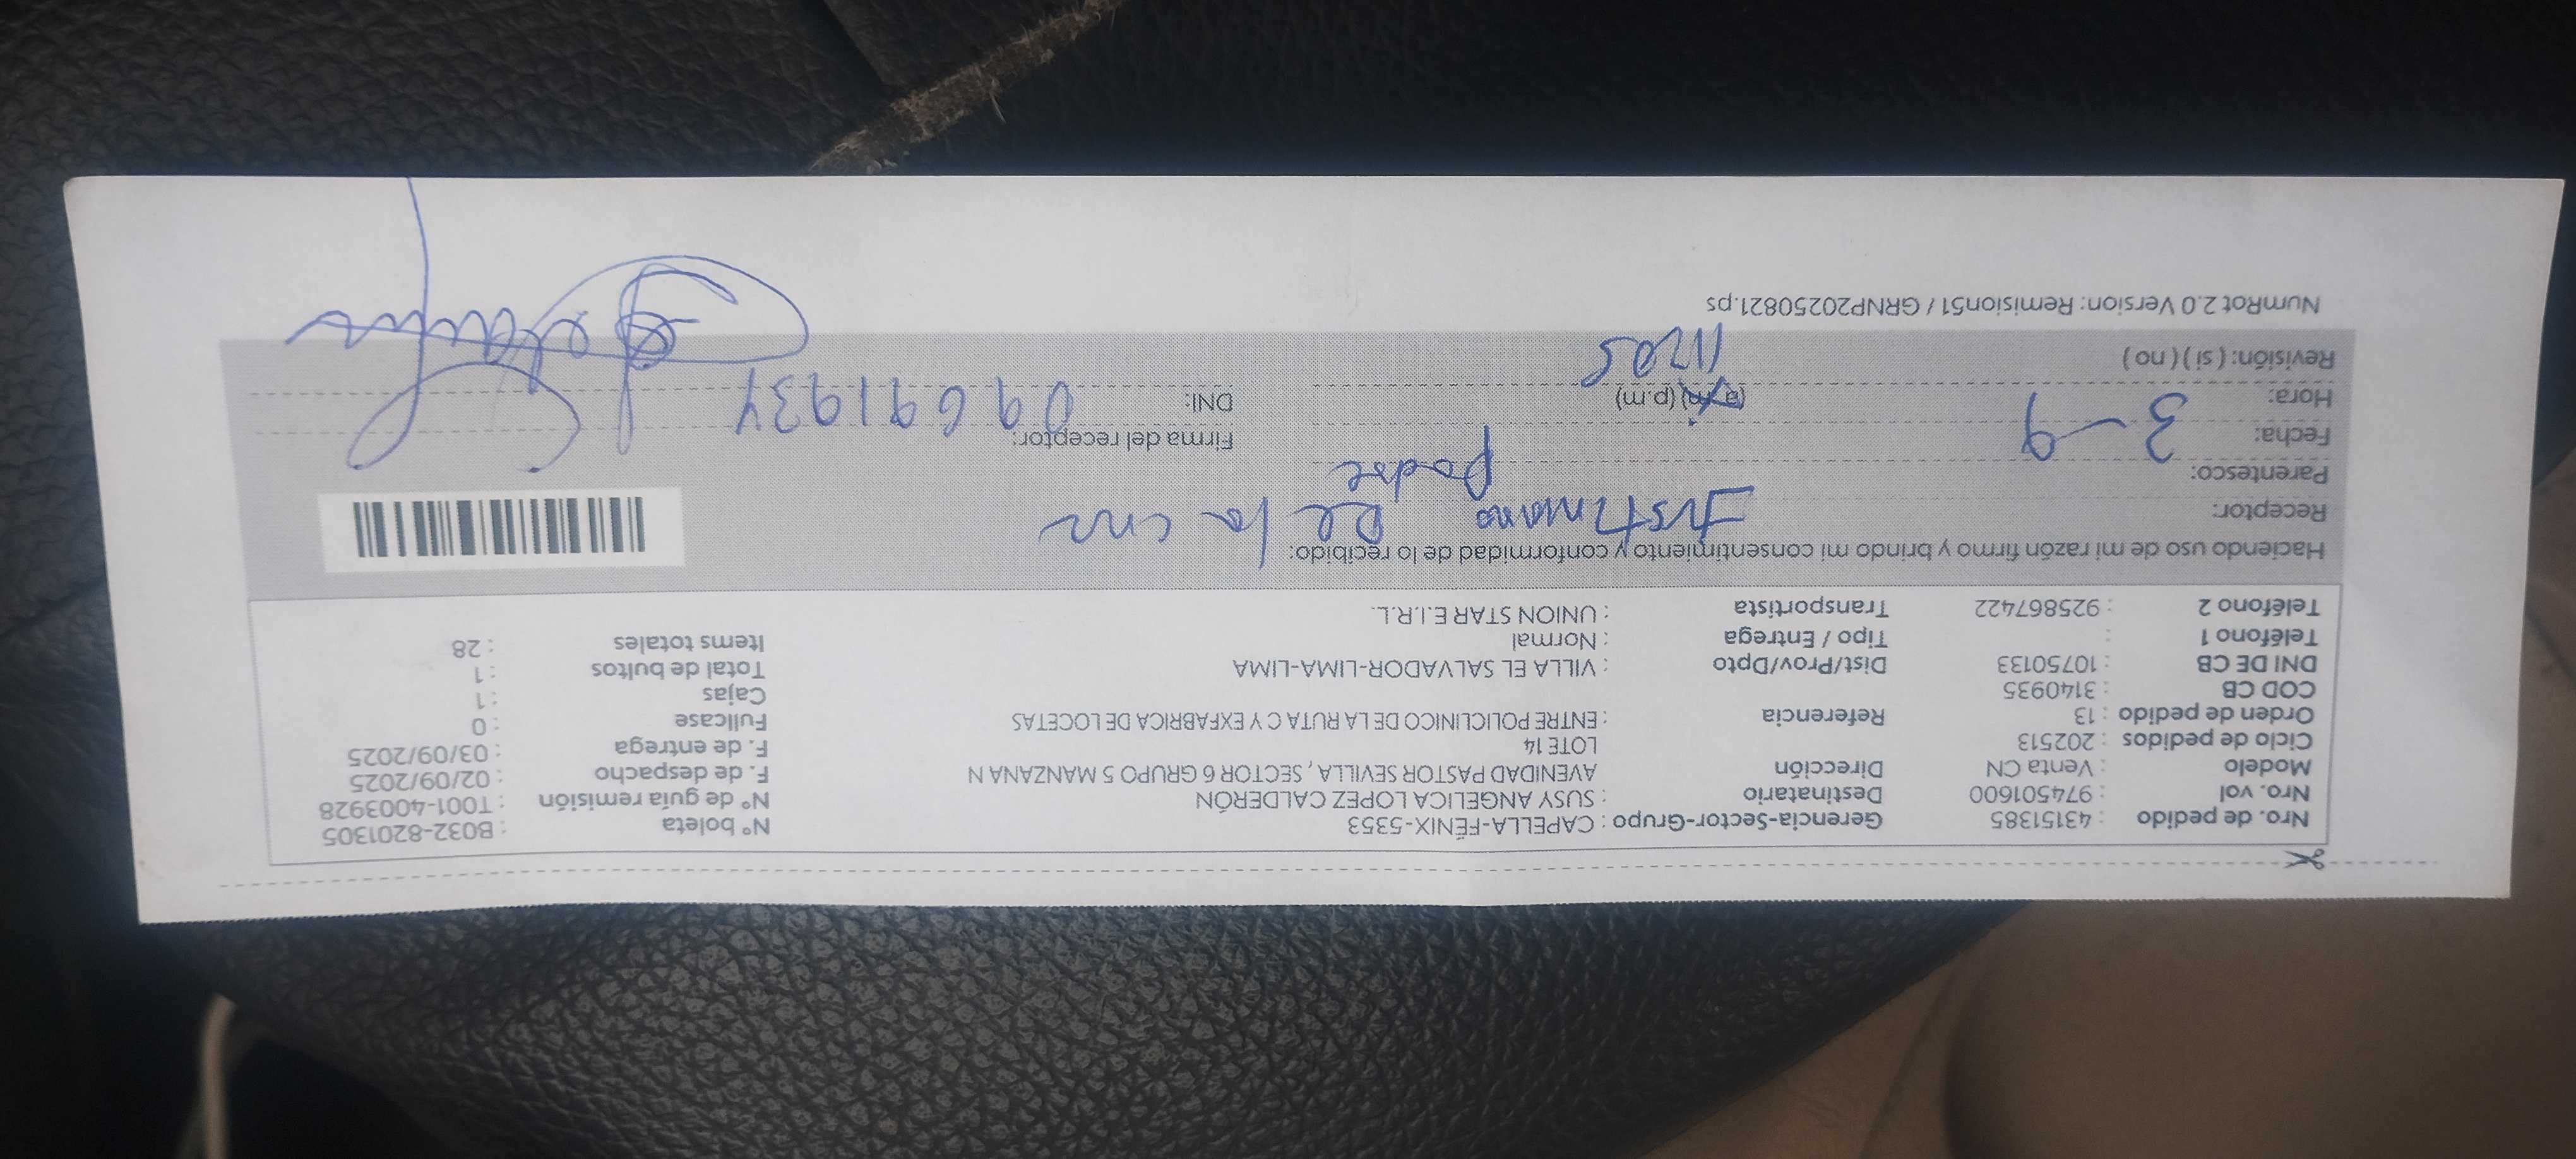 Nro. de pedido : 43151385 Gerencia-Sector-Grupo : CAPELLA-FÉNIX-5353 N° boleta : B032-8201305
Nro. vol : 974501600 Destinatario : SUSY ANGELICA LOPEZ CALDERÓN N° de guía remisión : T001-4003928
Modelo : Venta CN Dirección AVENIDAD PASTOR SEVILLA , SECTOR 6 GRUPO 5 MANZANA N F. de despacho : 02/09/2025
Ciclo de pedidos : 202513 LOTE 14 F. de entrega : 03/09/2025
Orden de pedido : 13 Referencia : ENTRE POLICLINICO DE LA RUTA C Y EXFABRICA DE LOCETAS Fullcase : 0
COD CB : 3140935 Cajas : 1
DNI DE CB : 10750133 Dist/Prov/Dpto : VILLA EL SALVADOR-LIMA-LIMA Total de bultos : 1
Teléfono 1 : Tipo / Entrega : Normal Items totales : 28
Teléfono 2 : 925867422 Transportista : UNION STAR E.I.R.L.
Haciendo uso de mi razón firmo y brindo mi consentimiento y conformidad de lo recibido:
Receptor: de la
Parentesco: padre
Fecha: 3-9 Firma del receptor:
Hora: (a.m) (p.m) DNI: 09691934
Revisión: ( si ) ( no ) 11205
NumRot 2.0 Version: Remision51 / GRNP20250821.ps